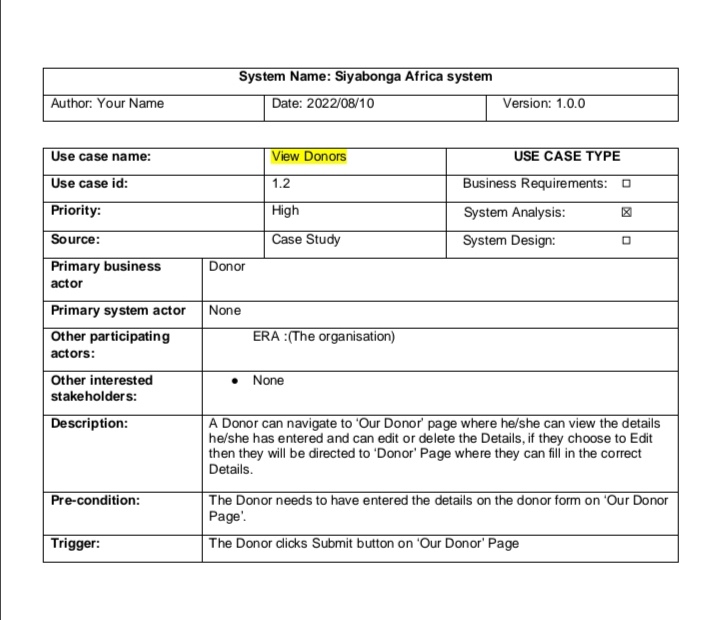 System Name: Siyabonga Africa system
Author: Your Name Date: 2022/08/10 Version: 1.0.0
Use case name: View Donors USE CASE TYPE
Use case id: 1.2 Business Requirements: ☐
Priority: High System Analysis: ☒
Source: Case Study System Design: ☐
Primary business Donor
actor
Primary system actor None
Other participating ERA :(The organisation)
actors:
Other interested • None
stakeholders:
Description: A Donor can navigate to 'Our Donor' page where he/she can view the details
he/she has entered and can edit or delete the Details, if they choose to Edit
then they will be directed to 'Donor' Page where they can fill in the correct
Details.
Pre-condition: The Donor needs to have entered the details on the donor form on 'Our Donor
Page'.
Trigger: The Donor clicks Submit button on 'Our Donor' Page